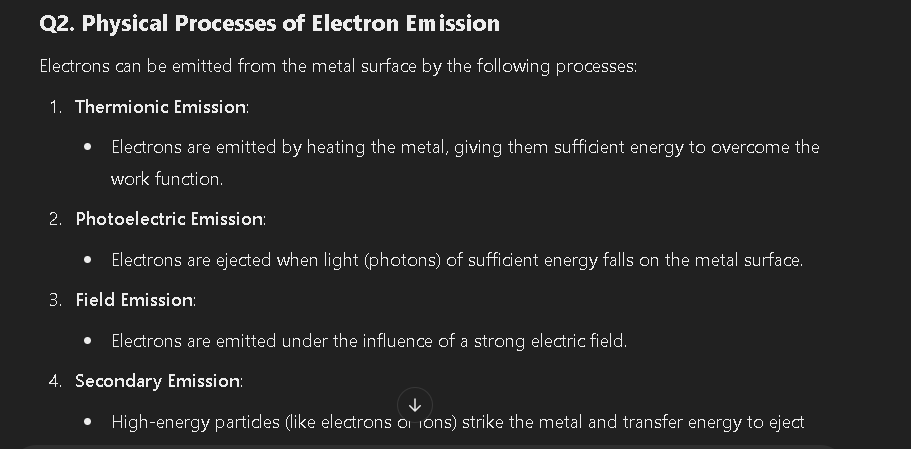 Q2. Physical Processes of Electron Emission
Electrons can be emitted from the metal surface by the following processes:
1. Thermionic Emission:
• Electrons are emitted by heating the metal, giving them sufficient energy to overcome the
work function.
2. Photoelectric Emission:
• Electrons are ejected when light (photons) of sufficient energy falls on the metal surface.
3. Field Emission:
• Electrons are emitted under the influence of a strong electric field.
4. Secondary Emission:
• High-energy particles (like electrons or ions) strike the metal and transfer energy to eject